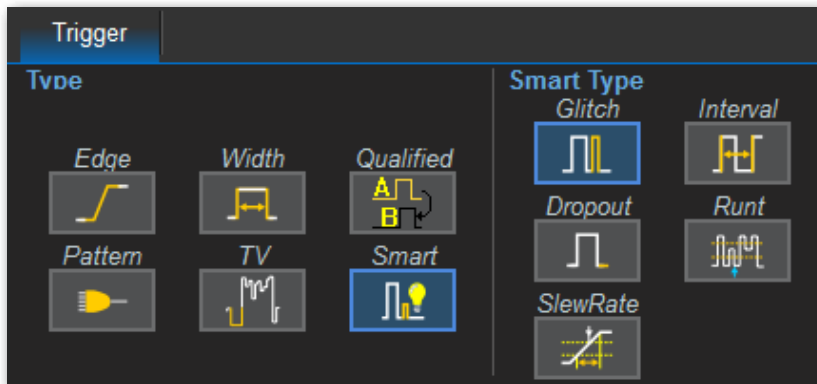 Trigger
Type
Smart Type
Glitch Interval
Edge Width Qualified
A
B
Dropout Runt
Pattern TV Smart
SlewRate